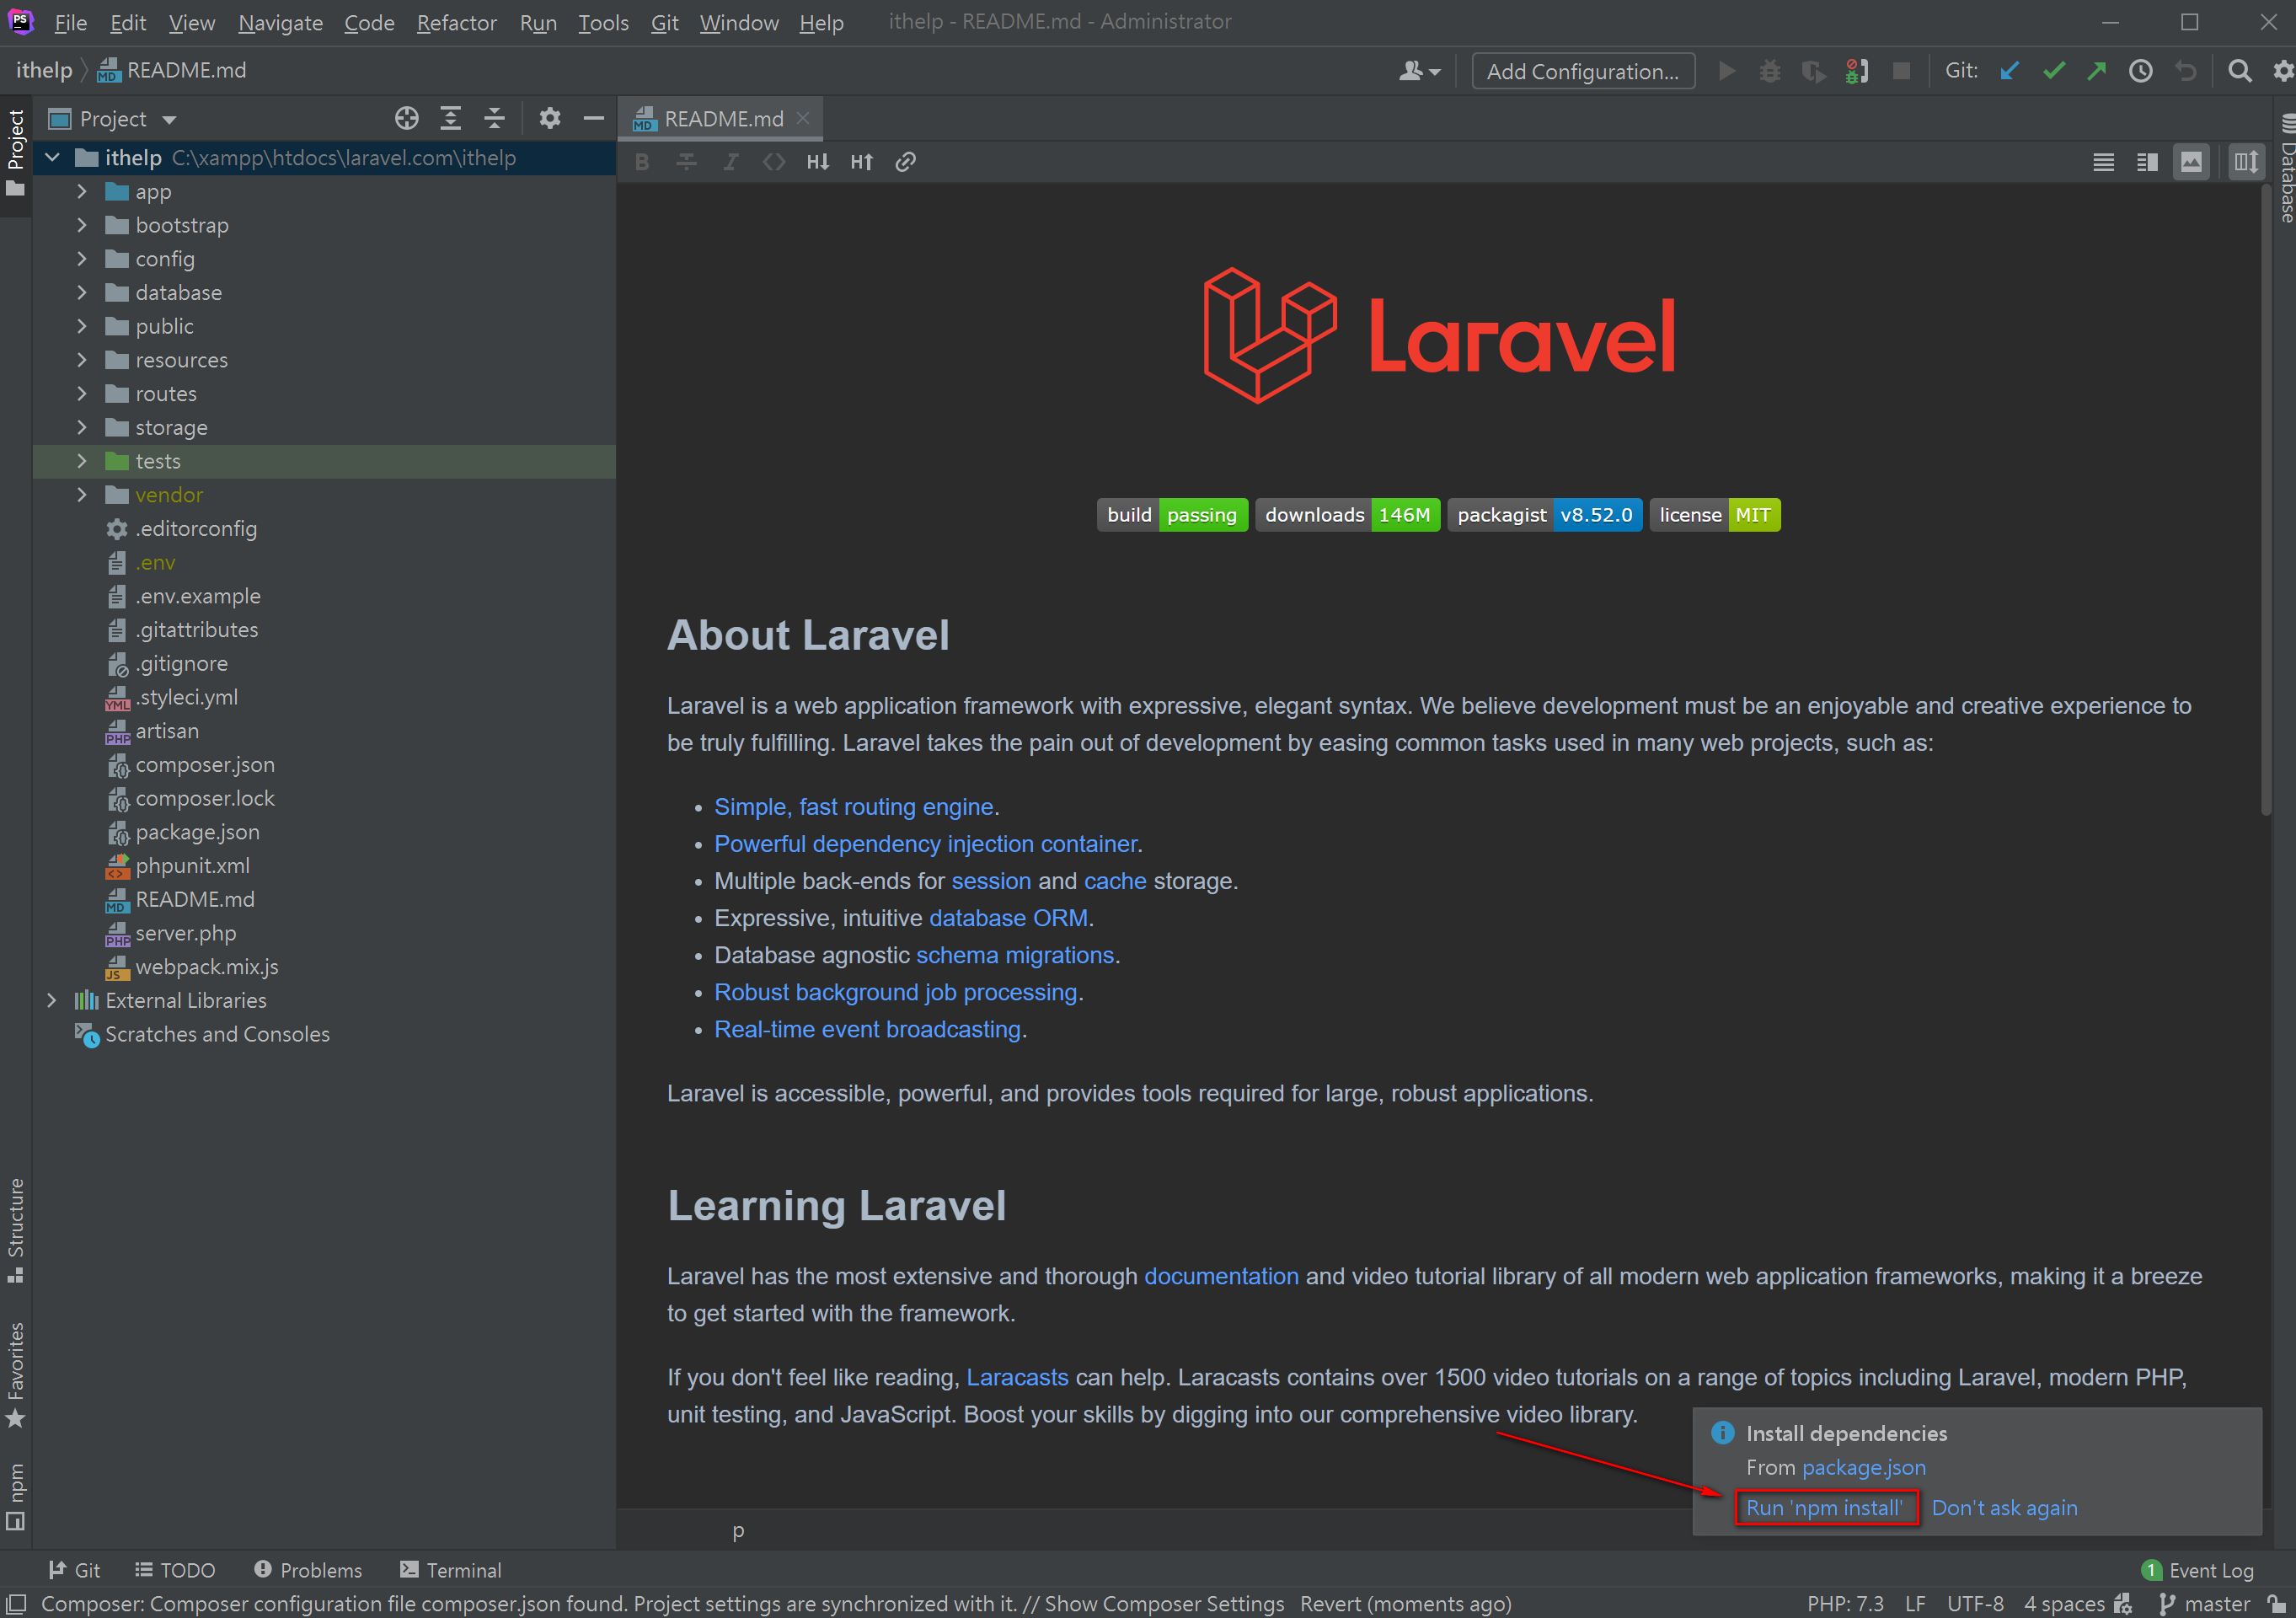 File Edit View Navigate Code Refactor Run Tools Git Window Help ithelp - README.md - Administrator
ithelp README.md
Add Configuration... Git:
Project
Project
README.md
ithelp C:\xampp\htdocs\laravel.com\ithelp
app
bootstrap
config
database
public
resources
routes
storage
tests
vendor
.editorconfig
.env
.env.example
.gitattributes
.gitignore
.styleci.yml
artisan
composer.json
composer.lock
package.json
phpunit.xml
README.md
server.php
webpack.mix.js
External Libraries
Scratches and Consoles
Structure
Favorites
npm
Database
Laravel
build passing downloads 146M packagist v8.52.0 license MIT
About Laravel
Laravel is a web application framework with expressive, elegant syntax. We believe development must be an enjoyable and creative experience to
be truly fulfilling. Laravel takes the pain out of development by easing common tasks used in many web projects, such as:
• Simple, fast routing engine.
• Powerful dependency injection container.
• Multiple back-ends for session and cache storage.
• Expressive, intuitive database ORM.
• Database agnostic schema migrations.
• Robust background job processing.
• Real-time event broadcasting.
Laravel is accessible, powerful, and provides tools required for large, robust applications.
Learning Laravel
Laravel has the most extensive and thorough documentation and video tutorial library of all modern web application frameworks, making it a breeze
to get started with the framework.
If you don't feel like reading, Laracasts can help. Laracasts contains over 1500 video tutorials on a range of topics including Laravel, modern PHP,
unit testing, and JavaScript. Boost your skills by digging into our comprehensive video library.
Install dependencies
From package.json
Run 'npm install' Don't ask again
p
Git TODO Problems Terminal 1 Event Log
Composer: Composer configuration file composer.json found. Project settings are synchronized with it. // Show Composer Settings Revert (moments ago) PHP: 7.3 LF UTF-8 4 spaces master